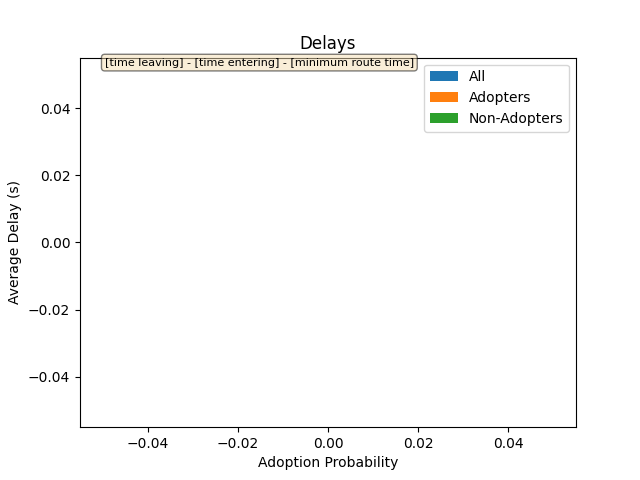 Delays
[time leaving] - [time entering] - [minimum route time]
All
Adopters
Non-Adopters
0.04
0.02
0.00
−0.02
−0.04
Average Delay (s)
−0.04
−0.02
0.00
0.02
0.04
Adoption Probability